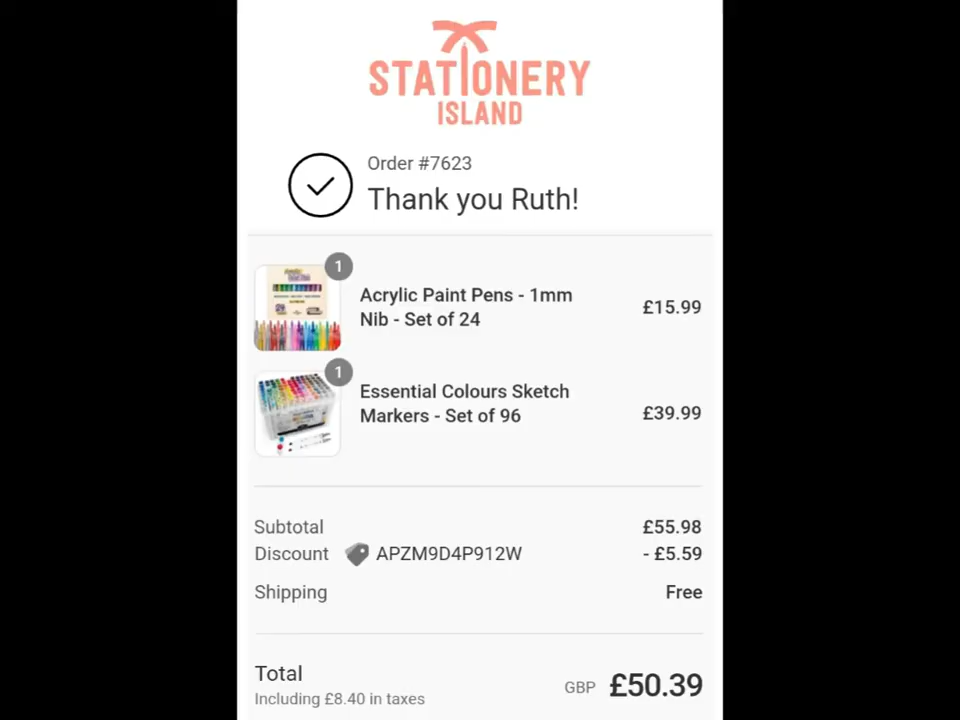 STATIONERY
ISLAND
Order #7623
Thank you Ruth!
1
Acrylic Paint Pens - 1mm
Nib - Set of 24
£15.99
1
Essential Colours Sketch
Markers - Set of 96
£39.99
Subtotal £55.98
Discount APZM9D4P912W - £5.59
Shipping Free
Total
Including £8.40 in taxes
GBP £50.39